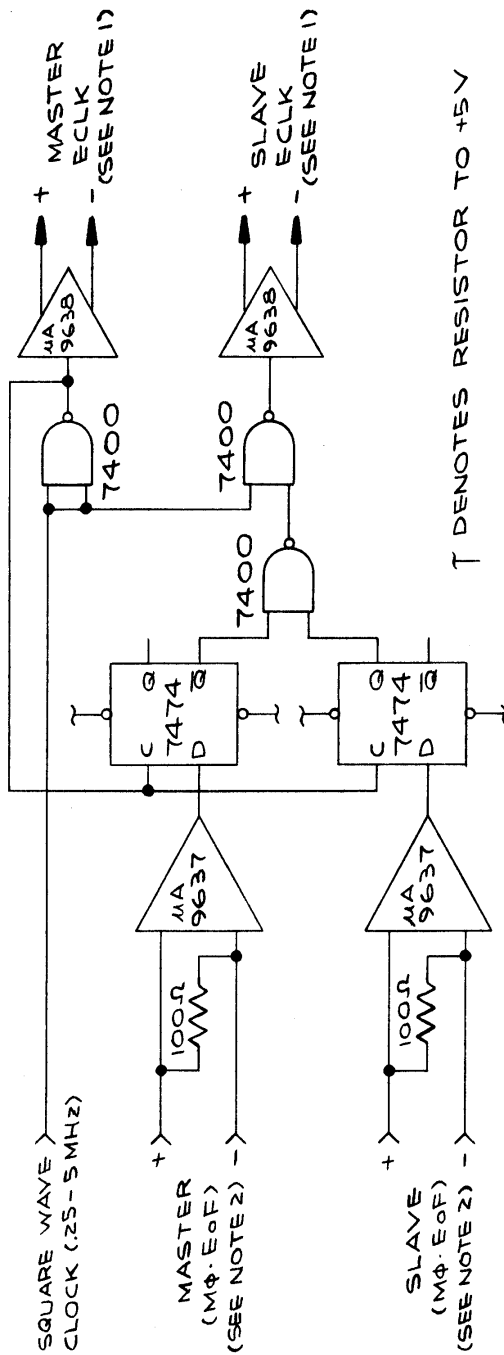 SQUARE WAVE
CLOCK (.25-5 MHz)
+
MASTER
(MΦ·EOF)
(SEE NOTE 2) -
100Ω
µA
9637
C
D
7474
Q
Q̅
7400
7400
µA
9638
+
MASTER
ECLK
- (SEE NOTE 1)
+
SLAVE
(MΦ·EOF)
(SEE NOTE 2) -
100Ω
µA
9637
C
D
7474
Q
Q̅
7400
µA
9638
+
SLAVE
ECLK
- (SEE NOTE 1)
DENOTES RESISTOR TO +5V